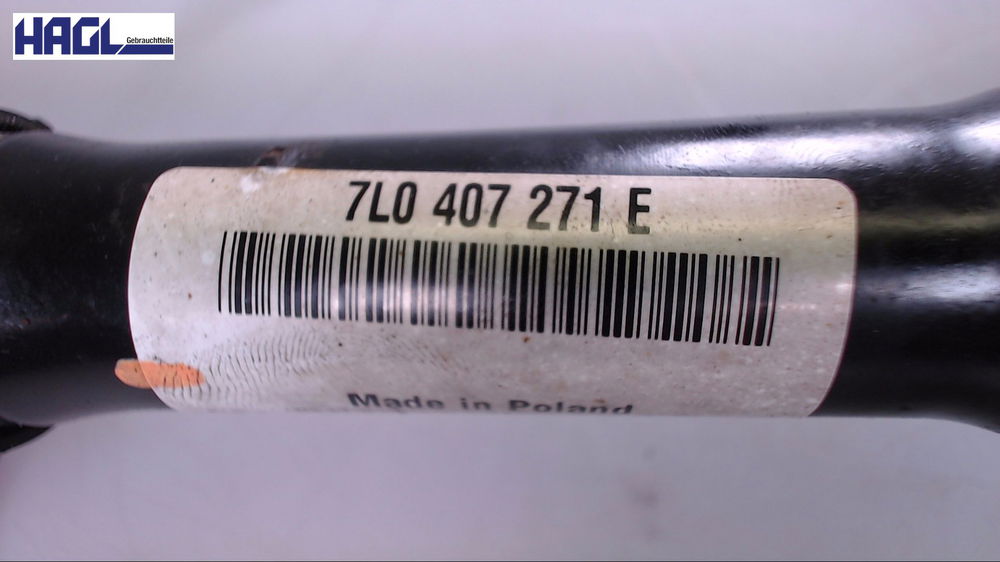 HAGL
Gebrauchtteile
7L0 407 271 E
Made in Poland